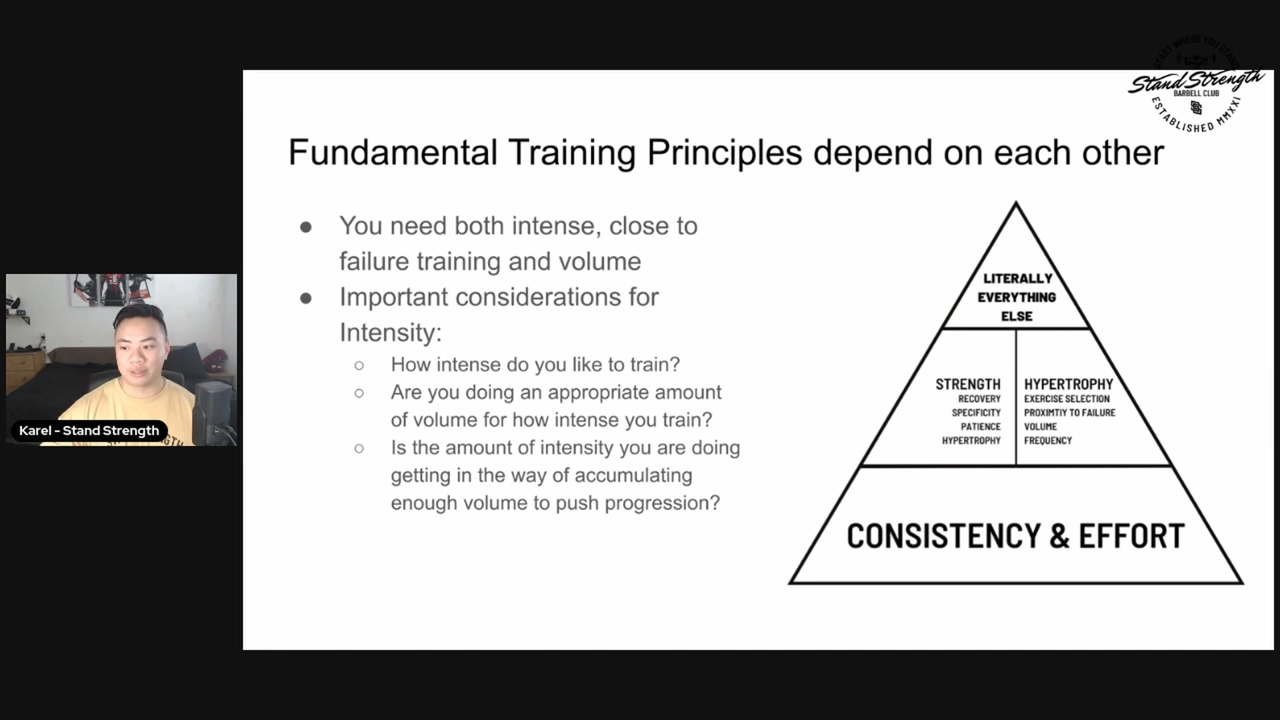 START WHERE YOU STAND
Stand Strength
BARBELL CLUB
ESTABLISHED MMXXI
Fundamental Training Principles depend on each other
● You need both intense, close to
failure training and volume
● Important considerations for
Intensity:
○ How intense do you like to train?
○ Are you doing an appropriate amount
of volume for how intense you train?
○ Is the amount of intensity you are doing
getting in the way of accumulating
enough volume to push progression?
LITERALLY
EVERYTHING
ELSE
STRENGTH
RECOVERY
SPECIFICITY
PATIENCE
HYPERTROPHY
HYPERTROPHY
EXERCISE SELECTION
PROXIMTIY TO FAILURE
VOLUME
FREQUENCY
CONSISTENCY & EFFORT
Karel – Stand Strength